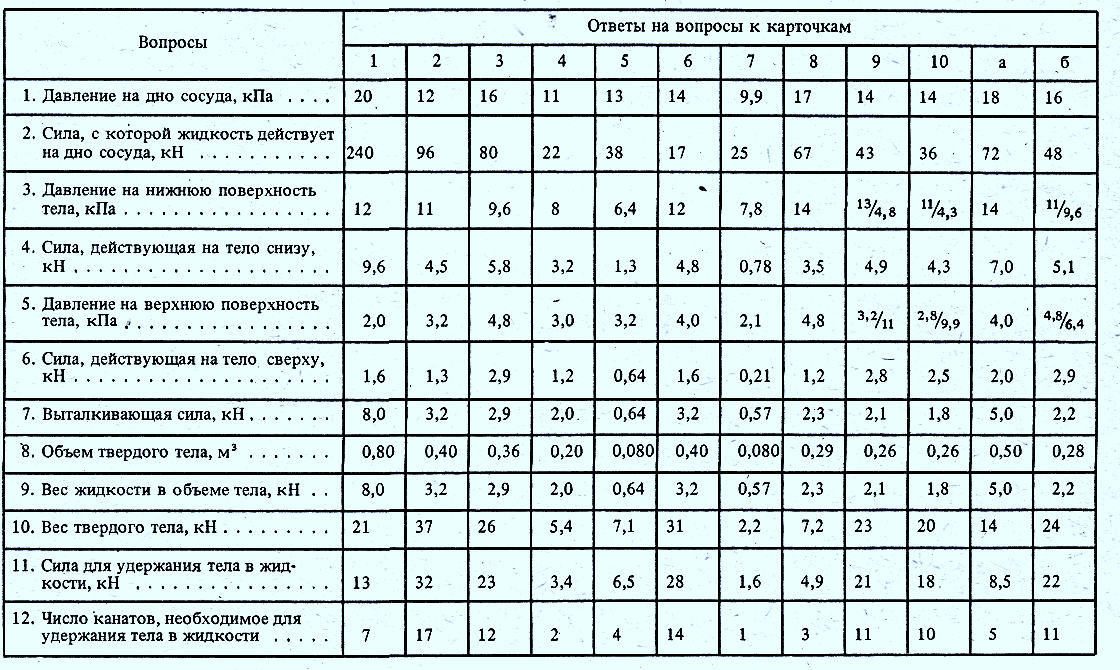 Вопросы
Ответы на вопросы к карточкам
1 2 3 4 5 6 7 8 9 10 а б
1. Давление на дно сосуда, кПа . . . . 20 12 16 11 13 14 9,9 17 14 14 18 16
2. Сила, с которой жидкость действует
на дно сосуда, кН . . . . . . . . . . . 240 96 80 22 38 17 25 67 43 36 72 48
3. Давление на нижнюю поверхность
тела, кПа . . . . . . . . . . . . . . . . . 12 11 9,6 8 6,4 12 7,8 14 13/4,8 11/4,3 14 11/9,6
4. Сила, действующая на тело снизу,
кН . . . . . . . . . . . . . . . . . . . . . 9,6 4,5 5,8 3,2 1,3 4,8 0,78 3,5 4,9 4,3 7,0 5,1
5. Давление на верхнюю поверхность
тела, кПа . . . . . . . . . . . . . . . . . 2,0 3,2 4,8 3,0 3,2 4,0 2,1 4,8 3,2/11 2,8/9,9 4,0 4,8/6,4
6. Сила, действующая на тело сверху,
кН . . . . . . . . . . . . . . . . . . . . . 1,6 1,3 2,9 1,2 0,64 1,6 0,21 1,2 2,8 2,5 2,0 2,9
7. Выталкивающая сила, кН . . . . . . . 8,0 3,2 2,9 2,0 0,64 3,2 0,57 2,3 2,1 1,8 5,0 2,2
8. Объем твердого тела, м³ . . . . . . . 0,80 0,40 0,36 0,20 0,080 0,40 0,080 0,29 0,26 0,26 0,50 0,28
9. Вес жидкости в объеме тела, кН . . 8,0 3,2 2,9 2,0 0,64 3,2 0,57 2,3 2,1 1,8 5,0 2,2
10. Вес твердого тела, кН . . . . . . . . . 21 37 26 5,4 7,1 31 2,2 7,2 23 20 14 24
11. Сила для удержания тела в жид-
кости, кН . . . . . . . . . . . . . . . . 13 32 23 3,4 6,5 28 1,6 4,9 21 18 8,5 22
12. Число канатов, необходимое для
удержания тела в жидкости . . . . . 7 17 12 2 4 14 1 3 11 10 5 11